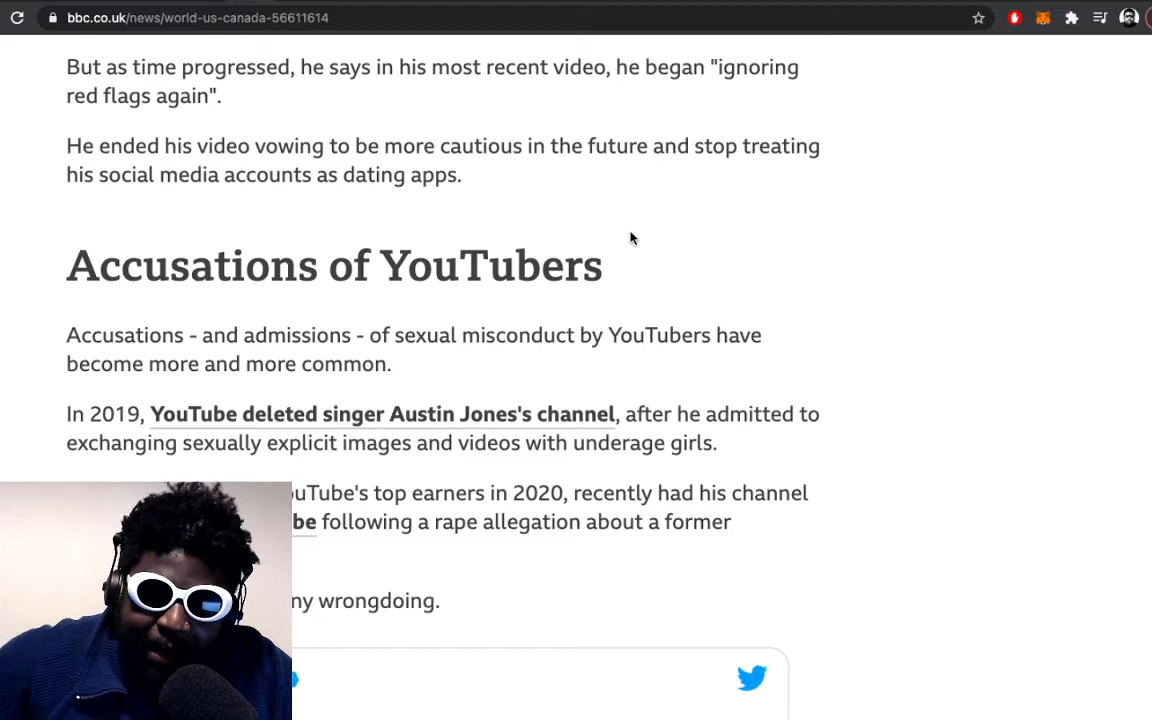 bbc.co.uk/news/world-us-canada-56611614
But as time progressed, he says in his most recent video, he began "ignoring
red flags again".
He ended his video vowing to be more cautious in the future and stop treating
his social media accounts as dating apps.
Accusations of YouTubers
Accusations - and admissions - of sexual misconduct by YouTubers have
become more and more common.
In 2019, YouTube deleted singer Austin Jones's channel, after he admitted to
exchanging sexually explicit images and videos with underage girls.
uTube's top earners in 2020, recently had his channel
be following a rape allegation about a former
ny wrongdoing.